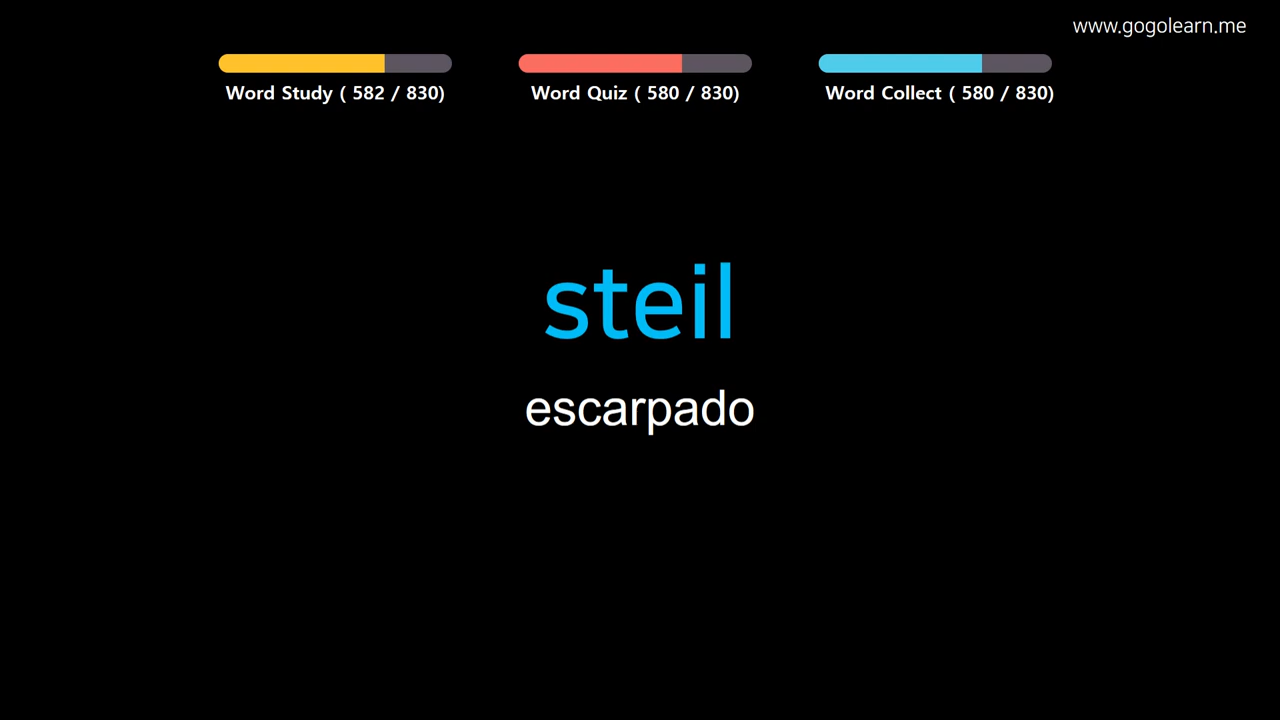 www.gogolearn.me
Word Study ( 582 / 830)
Word Quiz ( 580 / 830)
Word Collect ( 580 / 830)
steil
escarpado